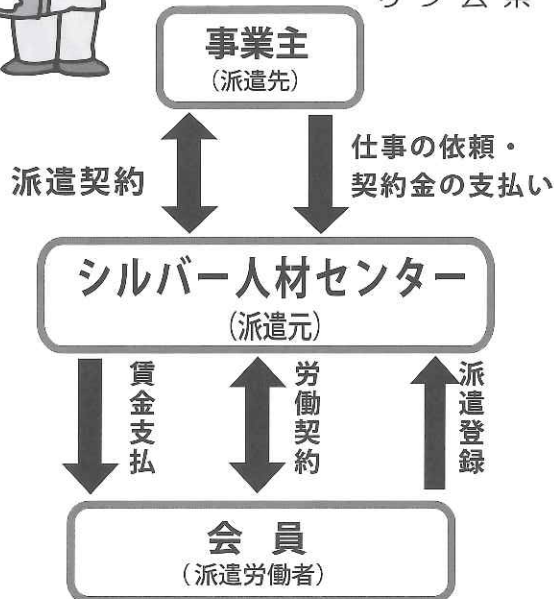 事業主
(派遣先)
派遣契約
仕事の依頼・
契約金の支払い
シルバー人材センター
(派遣元)
賃金支払
労働契約
派遣登録
会員
(派遣労働者)